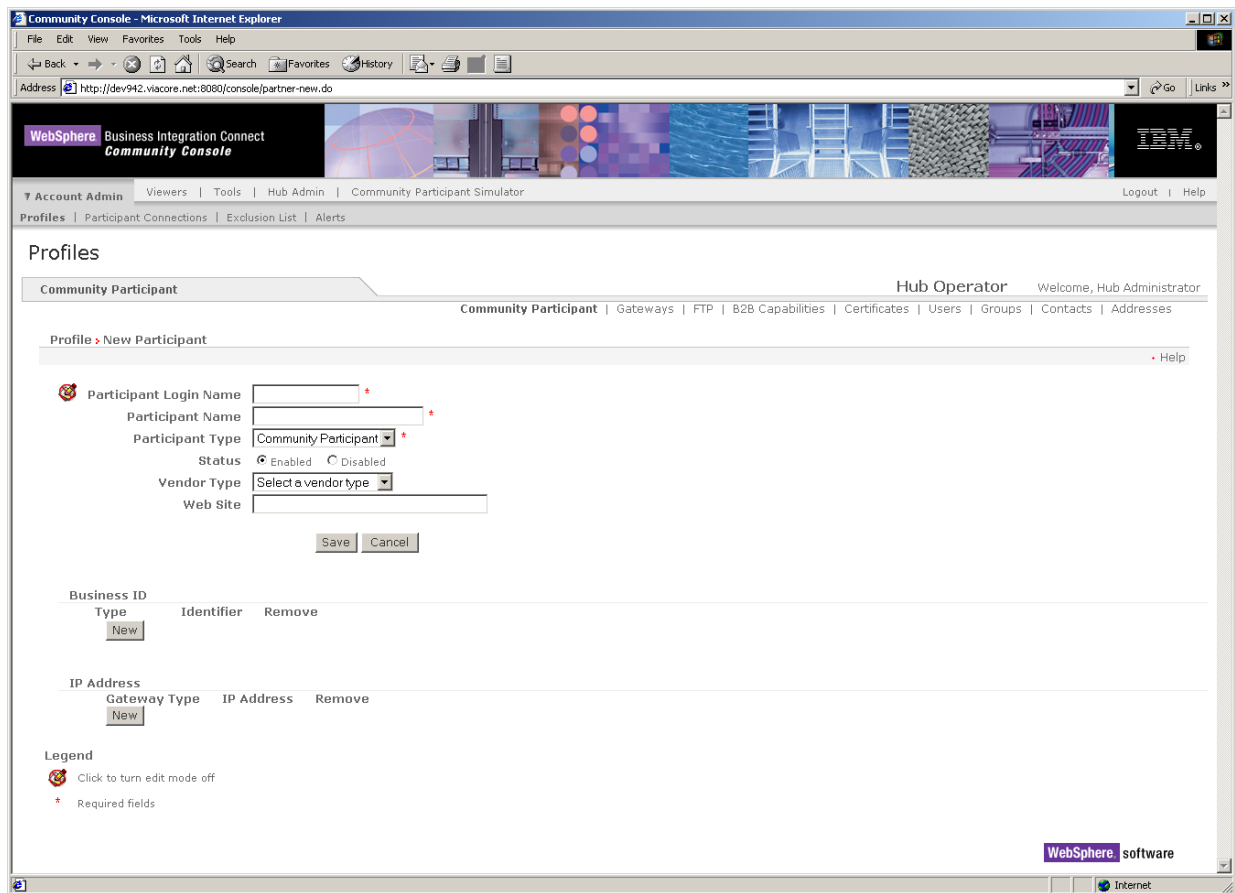 Community Console - Microsoft Internet Explorer
File Edit View Favorites Tools Help
Back Search Favorites History
Address http://dev942.viacore.net:8080/console/partner-new.do Go Links »
WebSphere. Business Integration Connect
Community Console
IBM®
Account Admin Viewers | Tools | Hub Admin | Community Participant Simulator Logout | Help
Profiles | Participant Connections | Exclusion List | Alerts
Profiles
Community Participant Hub Operator Welcome, Hub Administrator
Community Participant | Gateways | FTP | B2B Capabilities | Certificates | Users | Groups | Contacts | Addresses
Profile > New Participant
• Help
Participant Login Name *
Participant Name *
Participant Type Community Participant *
Status Enabled Disabled
Vendor Type Select a vendor type
Web Site
Save Cancel
Business ID
Type Identifier Remove
New
IP Address
Gateway Type IP Address Remove
New
Legend
Click to turn edit mode off
* Required fields
WebSphere. software
Internet